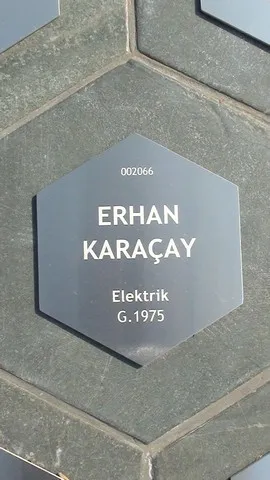 002066
ERHAN
KARAÇAY
Elektrik
G.1975